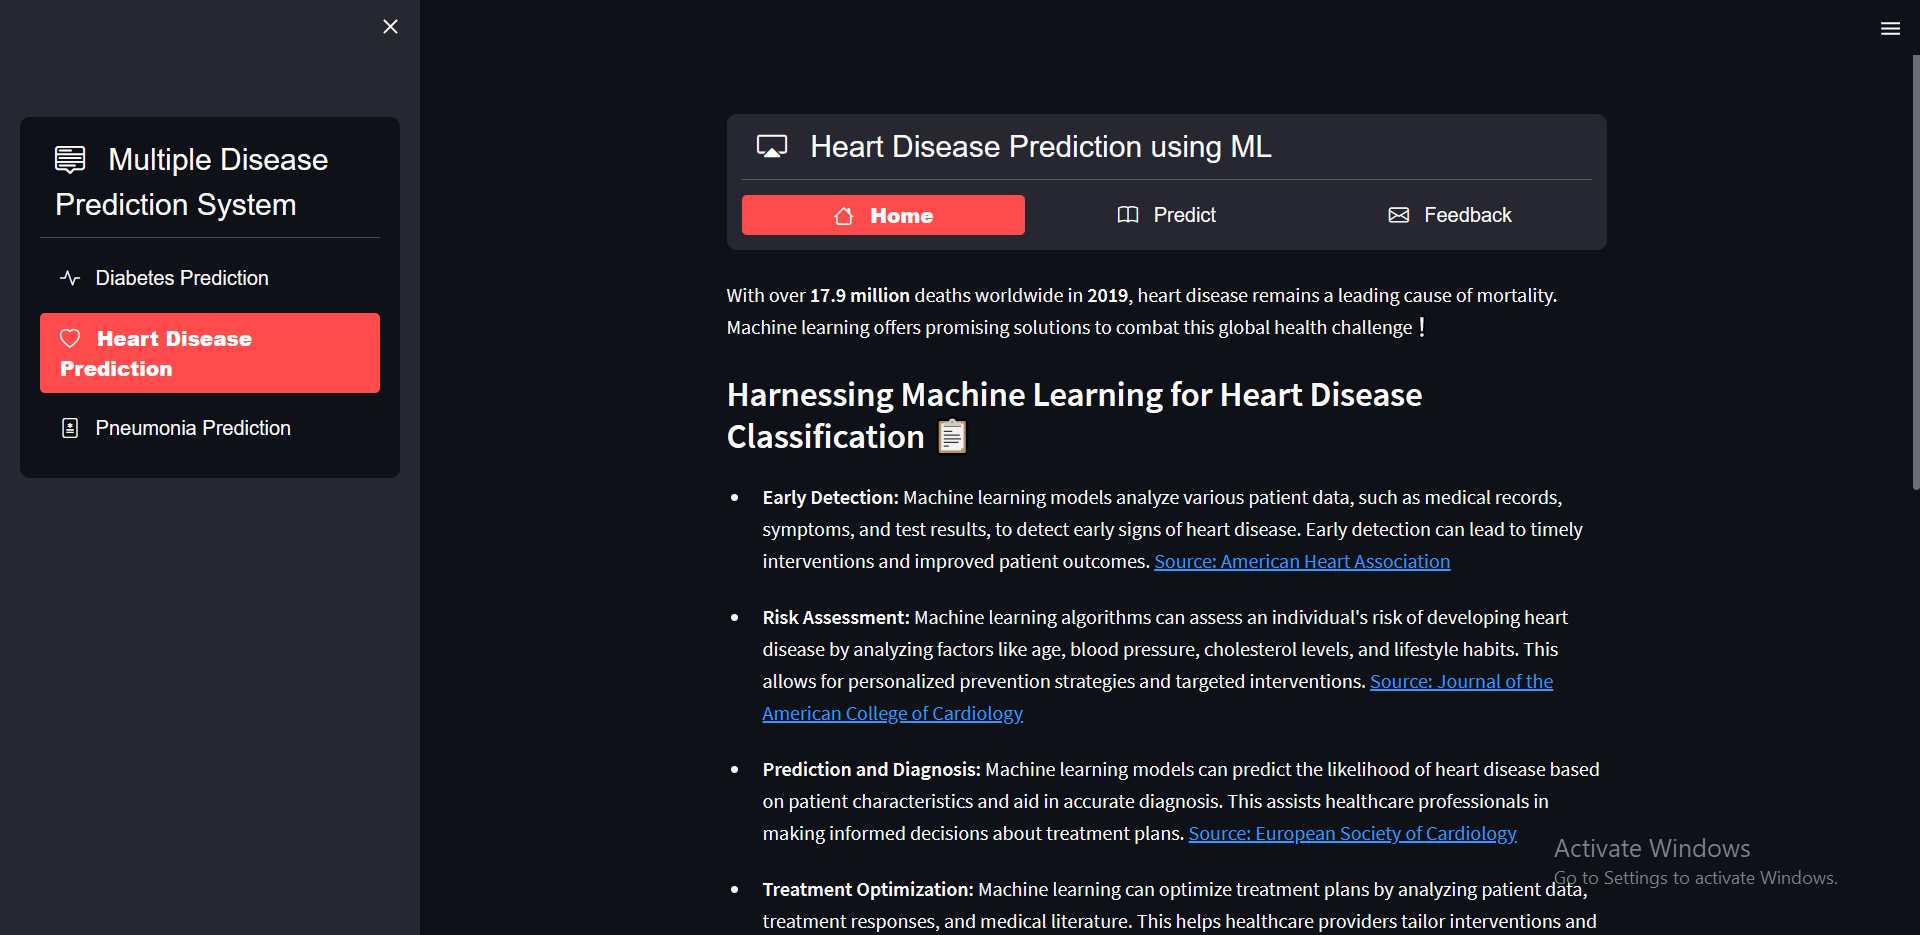 Multiple Disease
Prediction System
Diabetes Prediction
Heart Disease
Prediction
Pneumonia Prediction
Heart Disease Prediction using ML
Home
Predict
Feedback
With over 17.9 million deaths worldwide in 2019, heart disease remains a leading cause of mortality.
Machine learning offers promising solutions to combat this global health challenge❕
Harnessing Machine Learning for Heart Disease
Classification 📋
• Early Detection: Machine learning models analyze various patient data, such as medical records,
symptoms, and test results, to detect early signs of heart disease. Early detection can lead to timely
interventions and improved patient outcomes. Source: American Heart Association
• Risk Assessment: Machine learning algorithms can assess an individual's risk of developing heart
disease by analyzing factors like age, blood pressure, cholesterol levels, and lifestyle habits. This
allows for personalized prevention strategies and targeted interventions. Source: Journal of the
American College of Cardiology
• Prediction and Diagnosis: Machine learning models can predict the likelihood of heart disease based
on patient characteristics and aid in accurate diagnosis. This assists healthcare professionals in
making informed decisions about treatment plans. Source: European Society of Cardiology
• Treatment Optimization: Machine learning can optimize treatment plans by analyzing patient data,
treatment responses, and medical literature. This helps healthcare providers tailor interventions and
Activate Windows
Go to Settings to activate Windows.